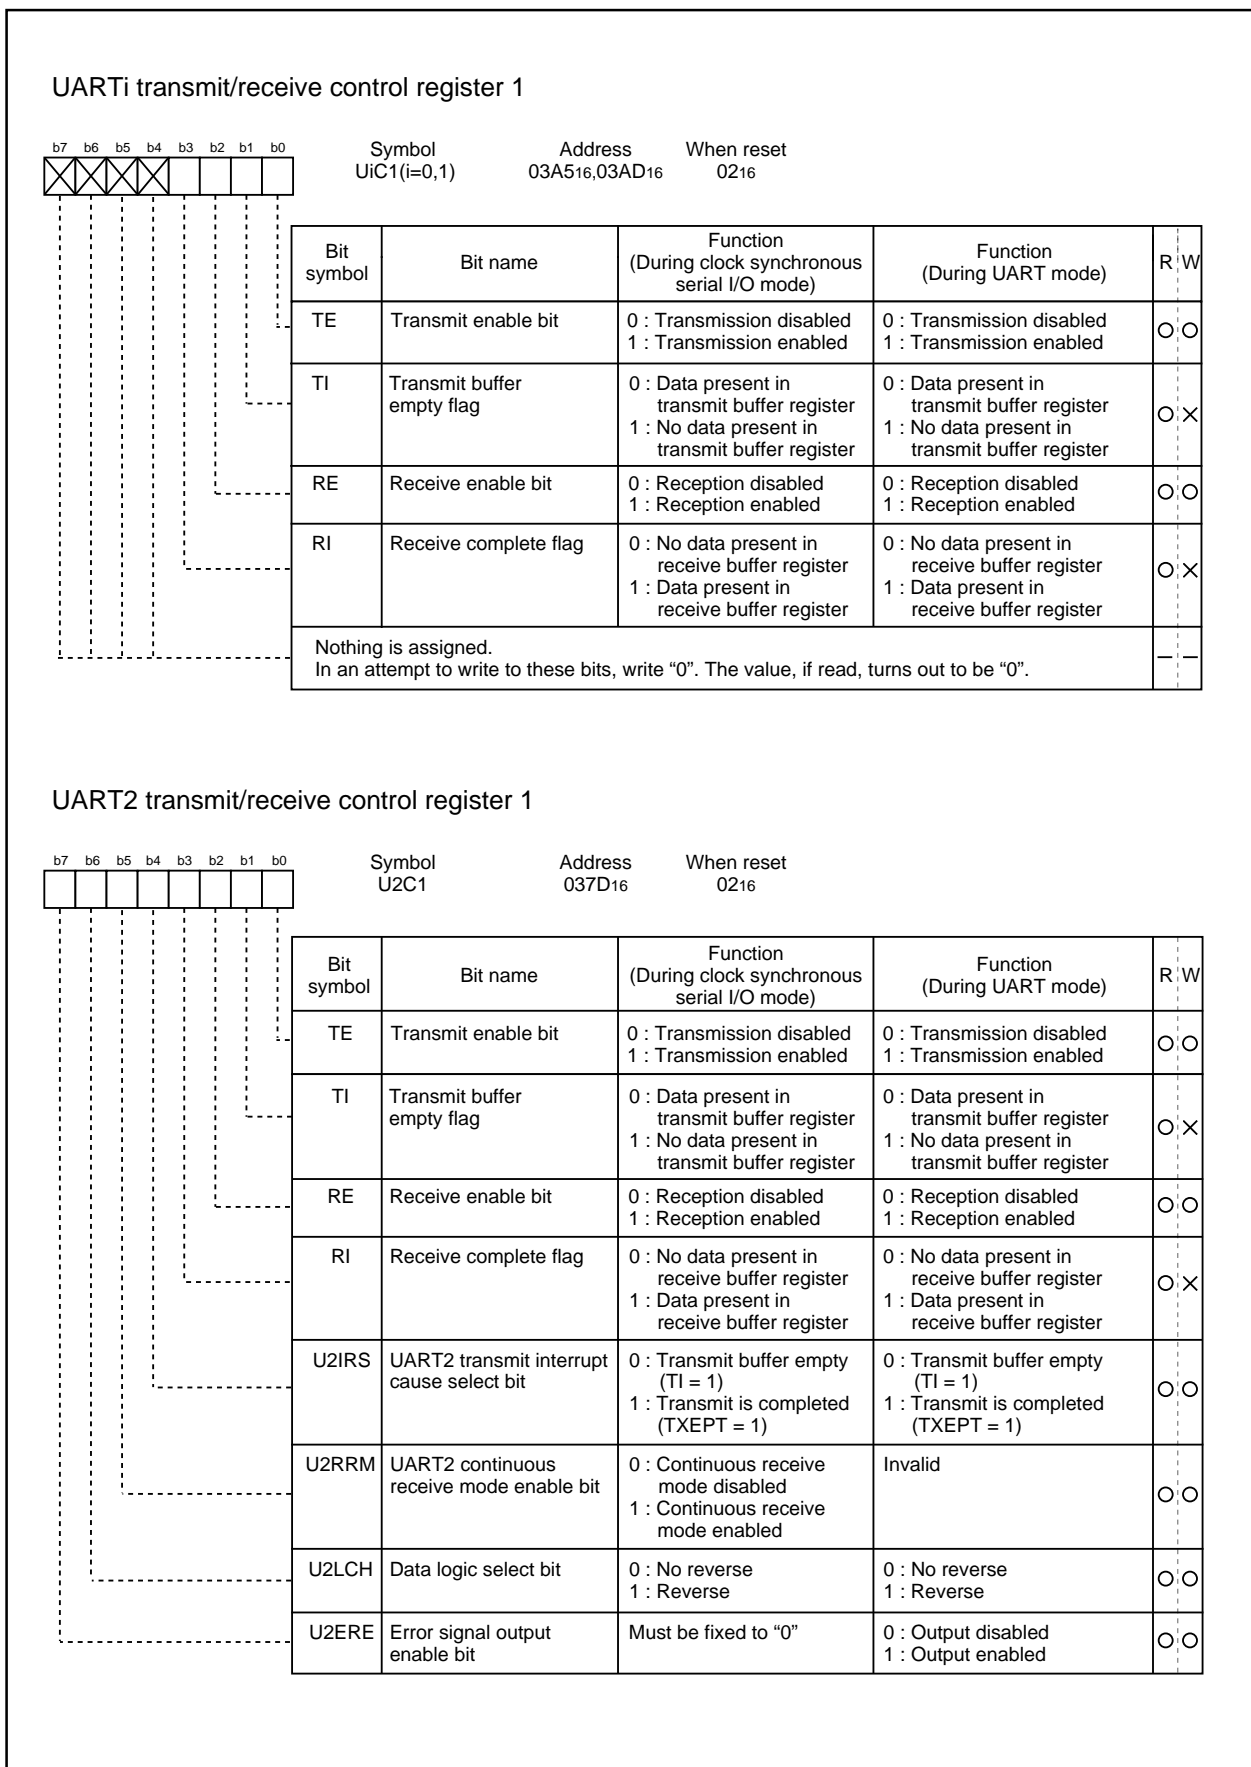 UARTi transmit/receive control register 1
b7 b6 b5 b4 b3 b2 b1 b0
Symbol Address When reset
UiC1(i=0,1) 03A516,03AD16 0216
Bit symbol Bit name Function (During clock synchronous serial I/O mode) Function (During UART mode) R W
TE Transmit enable bit 0 : Transmission disabled 0 : Transmission disabled
1 : Transmission enabled 1 : Transmission enabled
TI Transmit buffer 0 : Data present in 0 : Data present in
empty flag transmit buffer register transmit buffer register
1 : No data present in 1 : No data present in
transmit buffer register transmit buffer register
RE Receive enable bit 0 : Reception disabled 0 : Reception disabled
1 : Reception enabled 1 : Reception enabled
RI Receive complete flag 0 : No data present in 0 : No data present in
receive buffer register receive buffer register
1 : Data present in 1 : Data present in
receive buffer register receive buffer register
Nothing is assigned.
In an attempt to write to these bits, write “0”. The value, if read, turns out to be “0”.
UART2 transmit/receive control register 1
b7 b6 b5 b4 b3 b2 b1 b0
Symbol Address When reset
U2C1 037D16 0216
Bit symbol Bit name Function (During clock synchronous serial I/O mode) Function (During UART mode) R W
TE Transmit enable bit 0 : Transmission disabled 0 : Transmission disabled
1 : Transmission enabled 1 : Transmission enabled
TI Transmit buffer 0 : Data present in 0 : Data present in
empty flag transmit buffer register transmit buffer register
1 : No data present in 1 : No data present in
transmit buffer register transmit buffer register
RE Receive enable bit 0 : Reception disabled 0 : Reception disabled
1 : Reception enabled 1 : Reception enabled
RI Receive complete flag 0 : No data present in 0 : No data present in
receive buffer register receive buffer register
1 : Data present in 1 : Data present in
receive buffer register receive buffer register
U2IRS UART2 transmit interrupt 0 : Transmit buffer empty 0 : Transmit buffer empty
cause select bit (TI = 1) (TI = 1)
1 : Transmit is completed 1 : Transmit is completed
(TXEPT = 1) (TXEPT = 1)
U2RRM UART2 continuous 0 : Continuous receive Invalid
receive mode enable bit mode disabled
1 : Continuous receive
mode enabled
U2LCH Data logic select bit 0 : No reverse 0 : No reverse
1 : Reverse 1 : Reverse
U2ERE Error signal output Must be fixed to “0” 0 : Output disabled
enable bit 1 : Output enabled